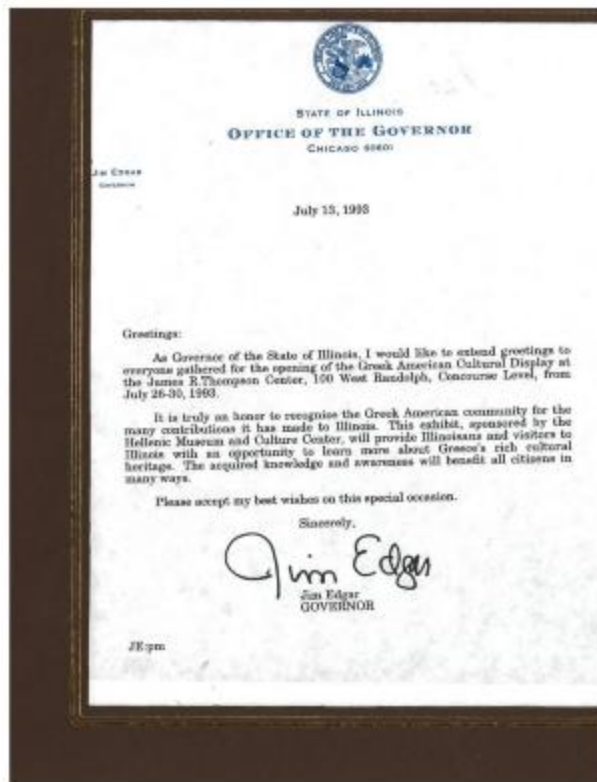 STATE OF ILLINOIS
OFFICE OF THE GOVERNOR
CHICAGO 60601
JIM EDGAR
GOVERNOR
July 13, 1993
Greetings:
As Governor of the State of Illinois, I would like to extend greetings to
everyone gathered for the opening of the Greek American Cultural Display at
the James R.Thompson Center, 100 West Randolph, Concourse Level, from
July 26-30, 1993.
It is truly an honor to recognize the Greek American community for the
many contributions it has made to Illinois. This exhibit, sponsored by the
Hellenic Museum and Culture Center, will provide Illinoisans and visitors to
Illinois with an opportunity to learn more about Greece's rich cultural
heritage. The acquired knowledge and awareness will benefit all citizens in
many ways.
Please accept my best wishes on this special occasion.
Sincerely,
Jim Edgar
Jim Edgar
GOVERNOR
JE:pm